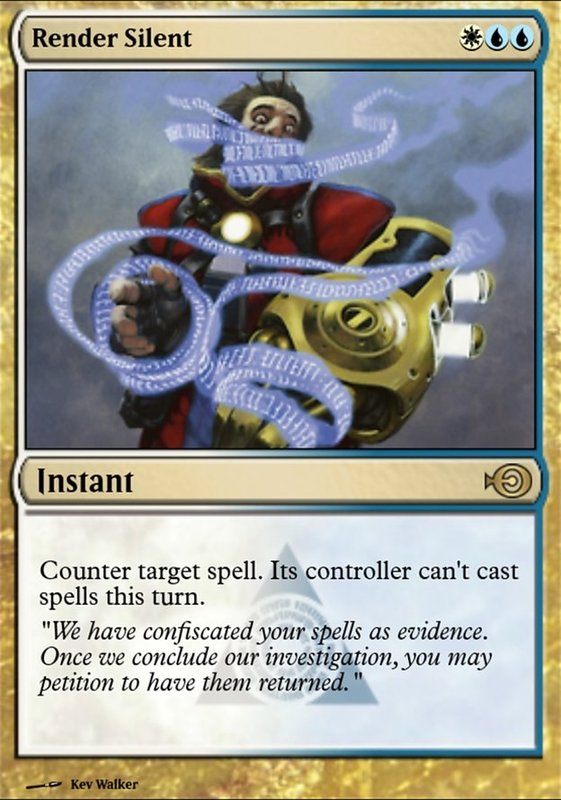 Render Silent
Instant
Counter target spell. Its controller can't cast
spells this turn.
"We have confiscated your spells as evidence.
Once we conclude our investigation, you may
petition to have them returned."
Kev Walker